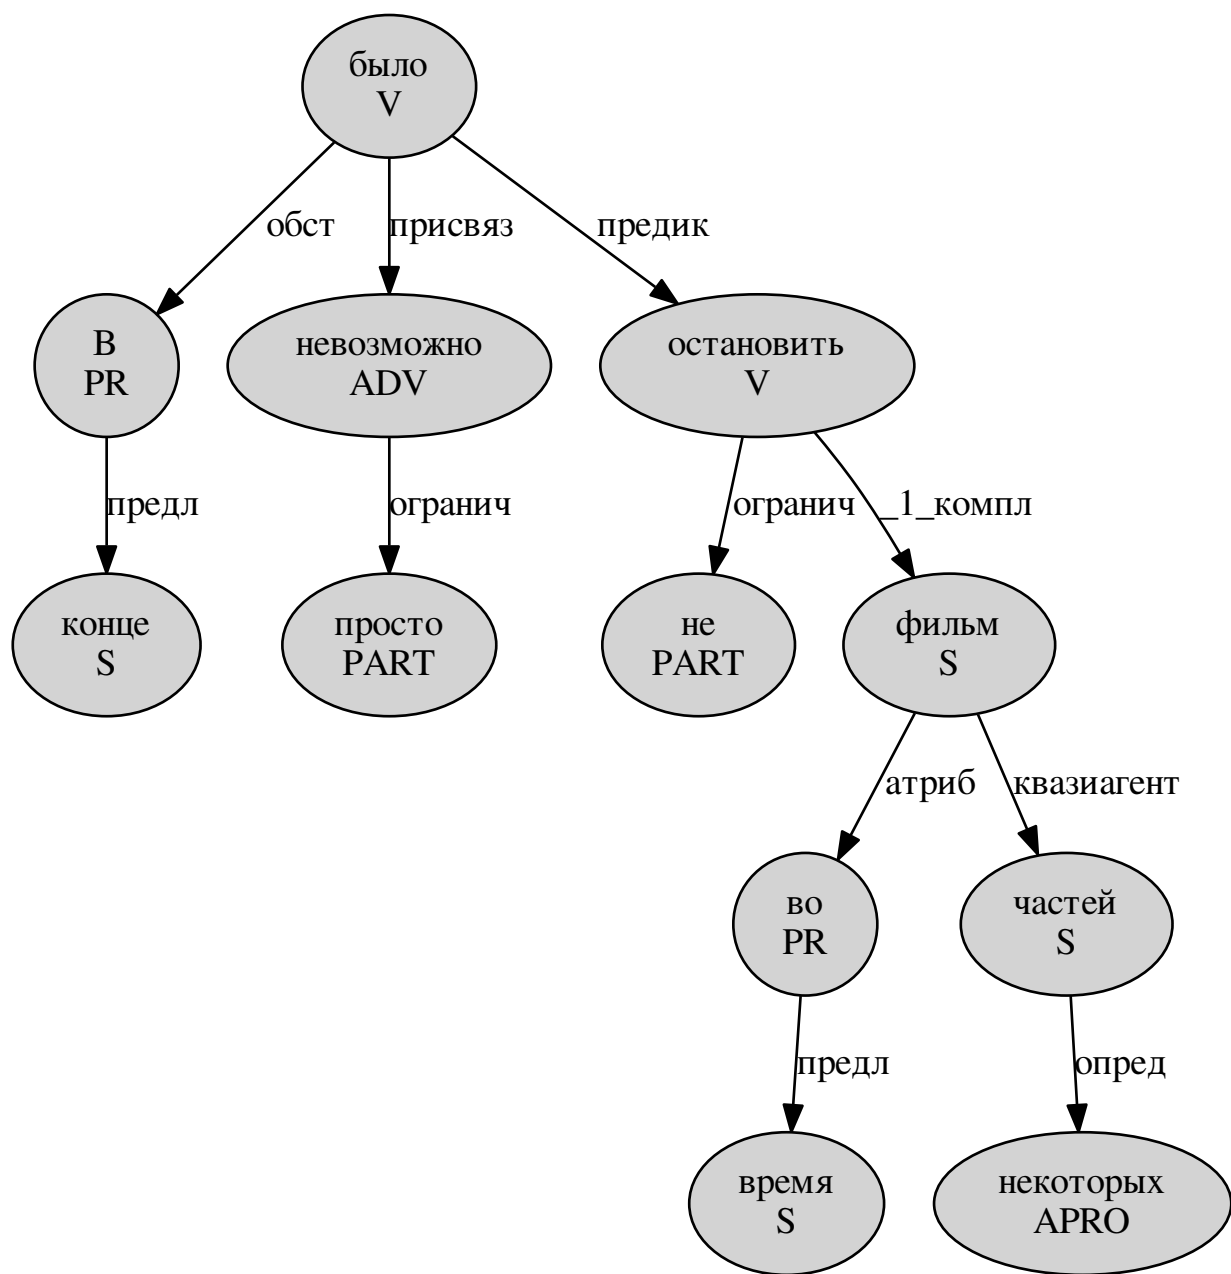 было
V
обст
присвяз
предик
В
PR
невозможно
ADV
остановить
V
предл
огранич
огранич
_1_компл
конце
S
просто
PART
не
PART
фильм
S
атриб
квазиагент
во
PR
частей
S
предл
опред
время
S
некоторых
APRO